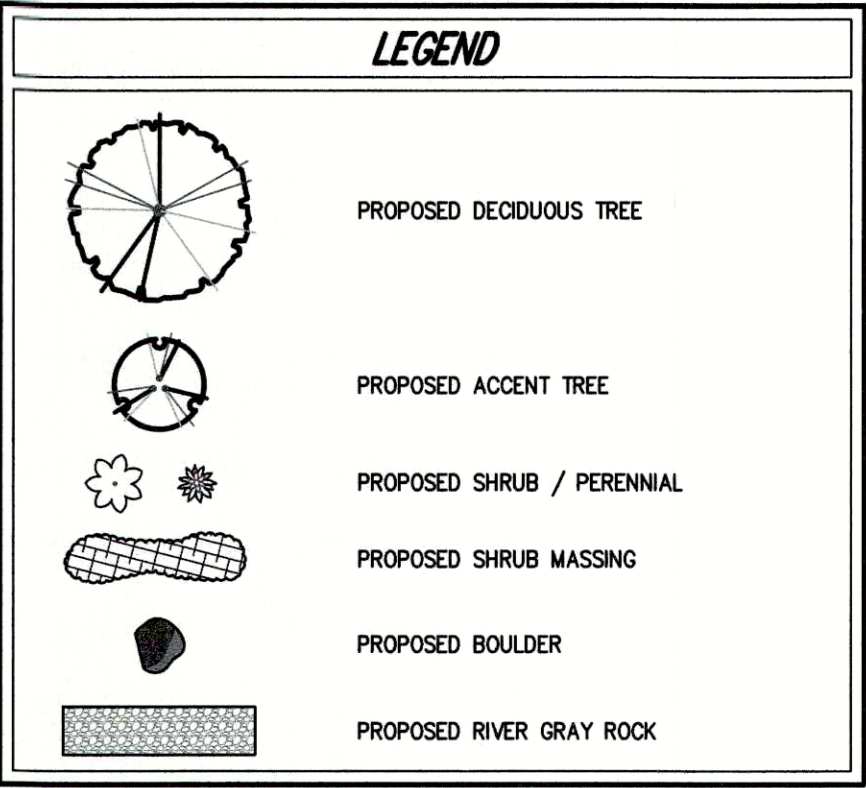 LEGEND
PROPOSED DECIDUOUS TREE
PROPOSED ACCENT TREE
PROPOSED SHRUB / PERENNIAL
PROPOSED SHRUB MASSING
PROPOSED BOULDER
PROPOSED RIVER GRAY ROCK